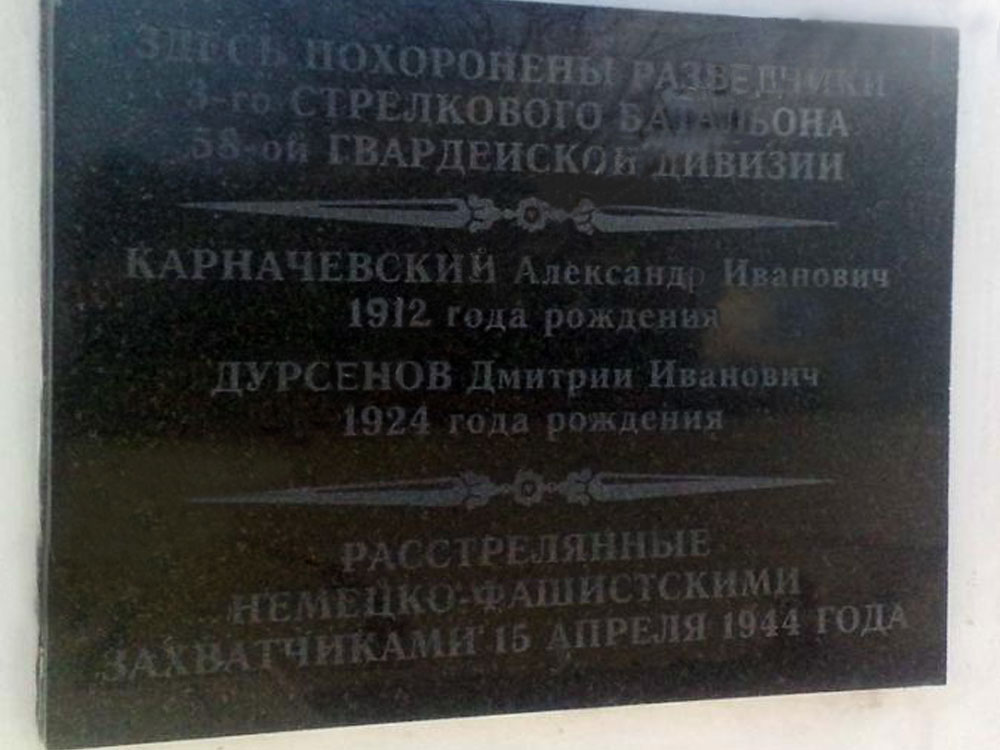 ЗДЕСЬ ПОХОРОНЕНЫ РАЗВЕДЧИКИ
3-го СТРЕЛКОВОГО БАТАЛЬОНА
58-ой ГВАРДЕЙСКОЙ ДИВИЗИИ
КАРНАЧЕВСКИЙ Александр Иванович
1912 года рождения
ДУРСЕНОВ Дмитрий Иванович
1924 года рождения
РАССТРЕЛЯННЫЕ
НЕМЕЦКО-ФАШИСТСКИМИ
ЗАХВАТЧИКАМИ 15 АПРЕЛЯ 1944 ГОДА